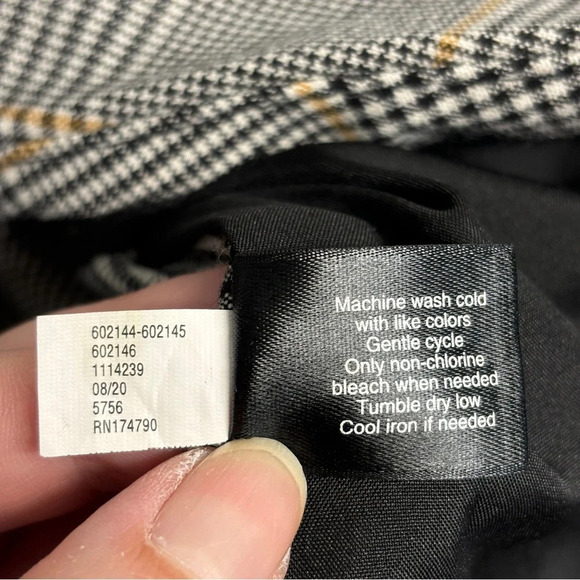 602144-602145
602146
1114239
08/20
5756
RN174790
Machine wash cold
with like colors
Gentle cycle
Only non-chlorine
bleach when needed
Tumble dry low
Cool iron if needed